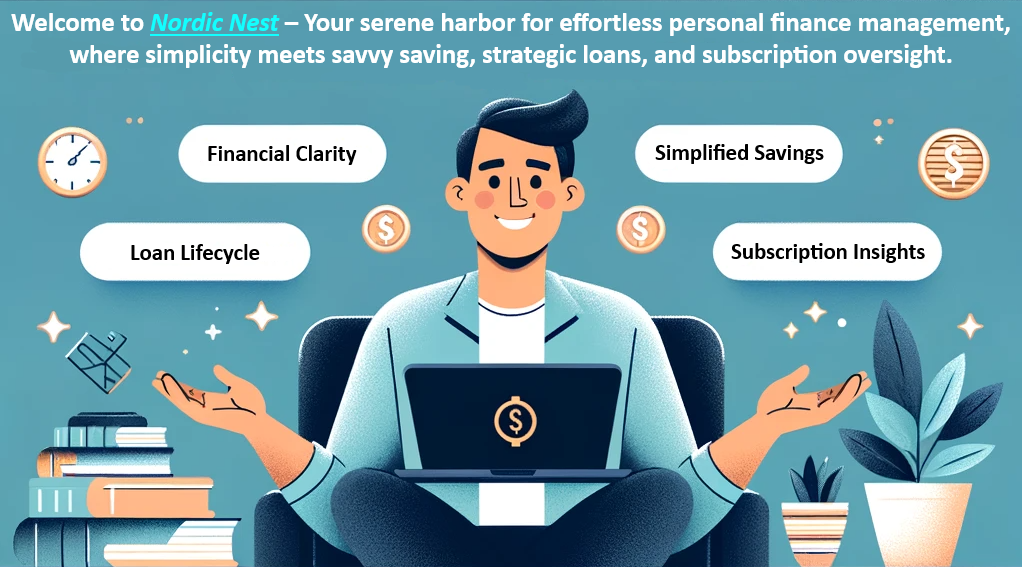 Welcome to Nordic Nest – Your serene harbor for effortless personal finance management,
where simplicity meets savvy saving, strategic loans, and subscription oversight.
Financial Clarity
Simplified Savings
Loan Lifecycle
Subscription Insights
$
$
$
$